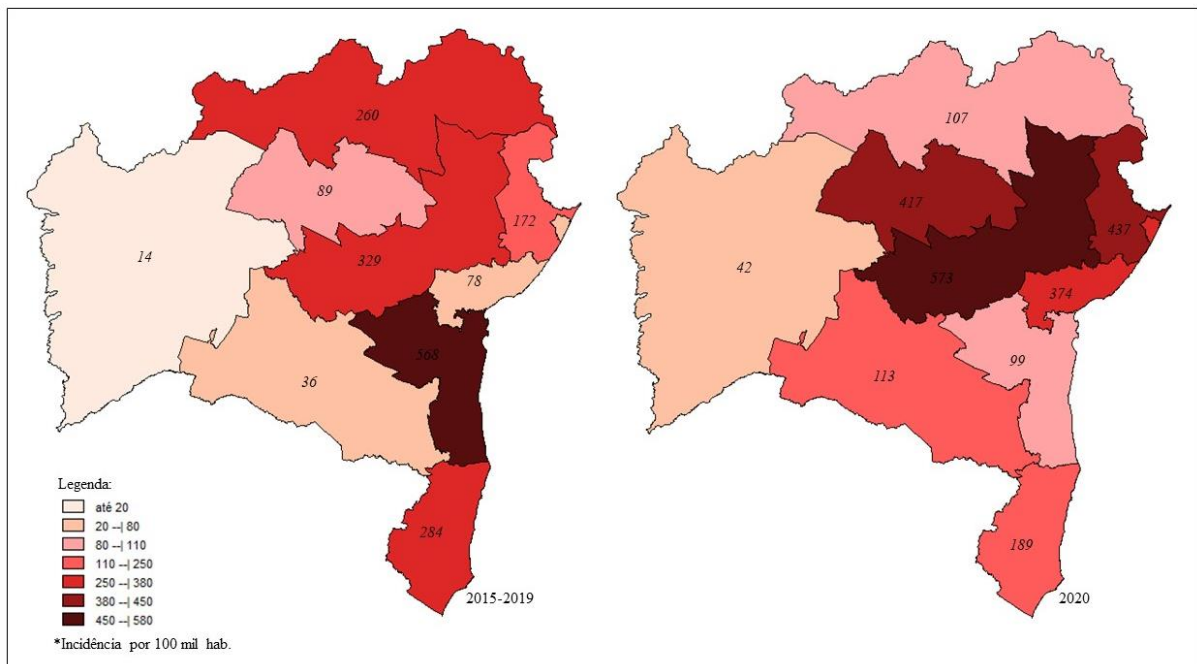 260
89
172
14
329
78
568
36
284
2015-2019
107
417
437
42
573
374
99
113
189
2020
Legenda:
até 20
20 --| 80
80 --| 110
110 --| 250
250 --| 380
380 --| 450
450 --| 580
*Incidência por 100 mil hab.